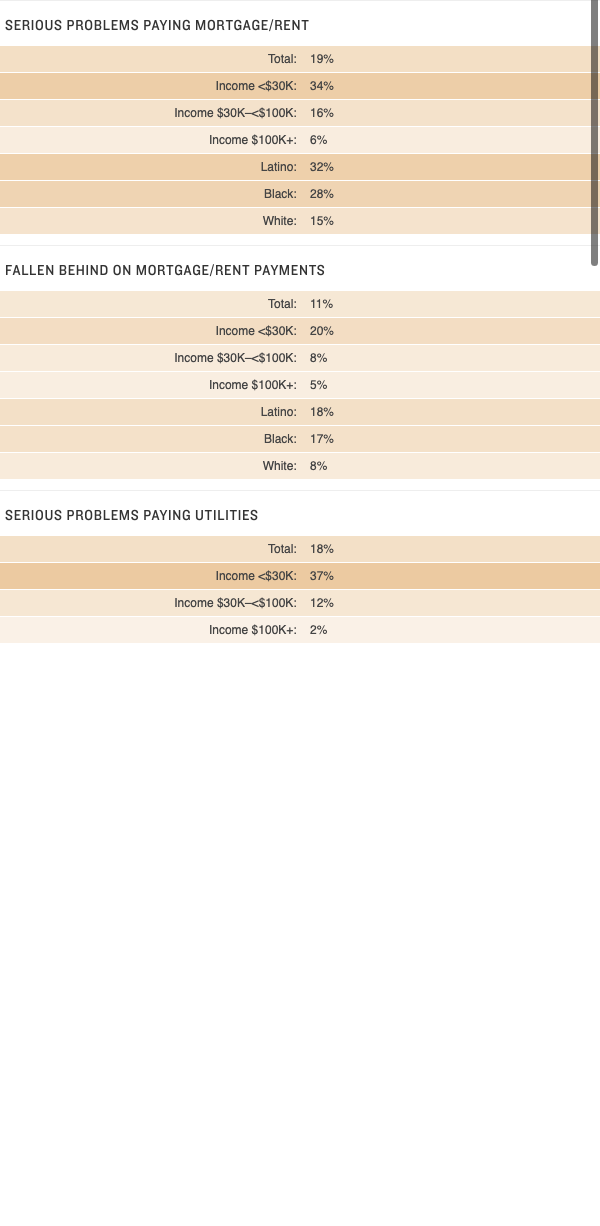 SERIOUS PROBLEMS PAYING MORTGAGE/RENT
Total: 19%
Income <$30K: 34%
Income $30K–<$100K: 16%
Income $100K+: 6%
Latino: 32%
Black: 28%
White: 15%
FALLEN BEHIND ON MORTGAGE/RENT PAYMENTS
Total: 11%
Income <$30K: 20%
Income $30K–<$100K: 8%
Income $100K+: 5%
Latino: 18%
Black: 17%
White: 8%
SERIOUS PROBLEMS PAYING UTILITIES
Total: 18%
Income <$30K: 37%
Income $30K–<$100K: 12%
Income $100K+: 2%